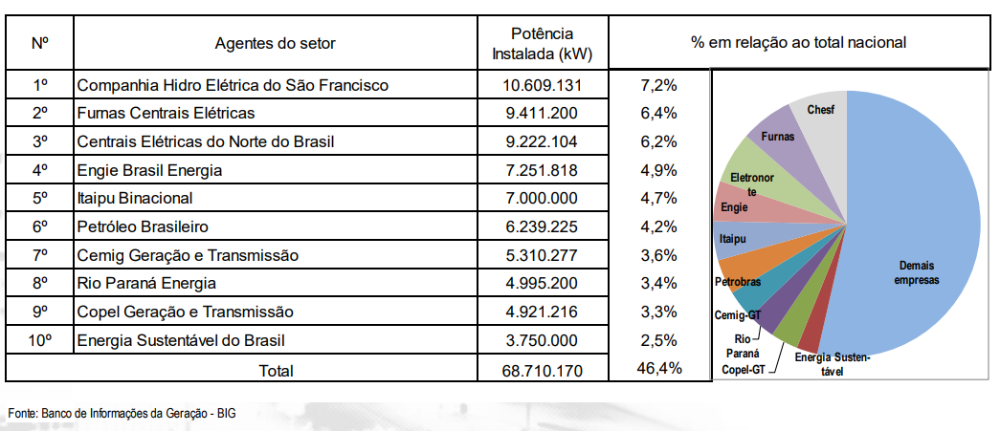 Nº Agentes do setor Potência Instalada (kW) % em relação ao total nacional
1º Companhia Hidro Elétrica do São Francisco 10.609.131 7,2%
2º Furnas Centrais Elétricas 9.411.200 6,4%
3º Centrais Elétricas do Norte do Brasil 9.222.104 6,2%
4º Engie Brasil Energia 7.251.818 4,9%
5º Itaipu Binacional 7.000.000 4,7%
6º Petróleo Brasileiro 6.239.225 4,2%
7º Cemig Geração e Transmissão 5.310.277 3,6%
8º Rio Paraná Energia 4.995.200 3,4%
9º Copel Geração e Transmissão 4.921.216 3,3%
10º Energia Sustentável do Brasil 3.750.000 2,5%
Total 68.710.170 46,4%
Chesf
Furnas
Eletronor
te
Engie
Itaipu
Petrobras
Cemig-GT
Rio
Paraná
Copel-GT
Energia Susten-
tável
Demais
empresas
Fonte: Banco de Informações da Geração - BIG